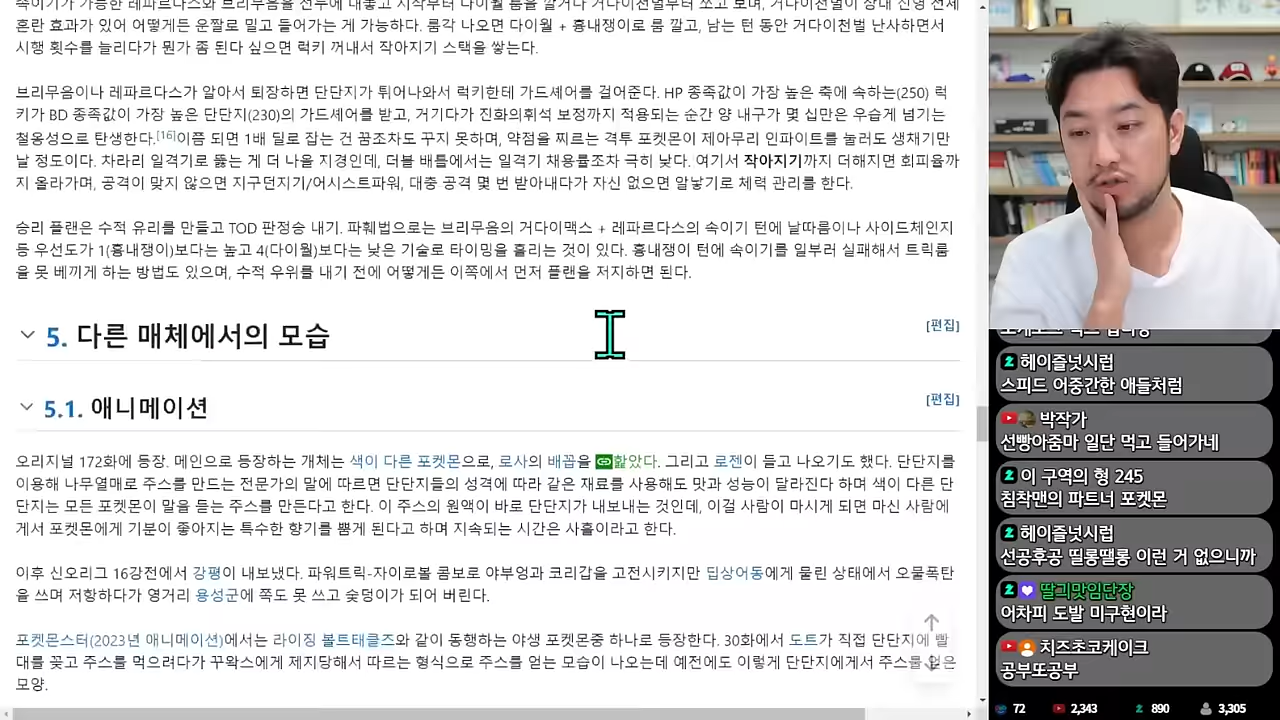 혼란 효과가 있어 어떻게든 운짤로 밀고 들어가는 게 가능하다. 룸각 나오면 다이월 + 흉내쟁이로 룸 깔고, 남는 턴 동안 거다이천벌 난사하면서
시행 횟수를 늘리다가 뭔가 좀 된다 싶으면 럭키 꺼내서 작아지기 스택을 쌓는다.
브리무음이나 레파르다스가 알아서 퇴장하면 단단지가 튀어나와서 럭키한테 가드셰어를 걸어준다. HP 종족값이 가장 높은 축에 속하는(250) 럭
키가 BD 종족값이 가장 높은 단단지(230)의 가드셰어를 받고, 거기다가 진화의휘석 보정까지 적용되는 순간 양 내구가 몇 십만은 우습게 넘기는
철옹성으로 탄생한다.[16]이쯤 되면 1배 딜로 잡는 건 꿈조차도 꾸지 못하며, 약점을 찌르는 격투 포켓몬이 제아무리 인파이트를 눌러도 생채기만
날 정도이다. 차라리 일격기로 뚫는 게 더 나을 지경인데, 더블 배틀에서는 일격기 채용률조차 극히 낮다. 여기서 작아지기까지 더해지면 회피율까
지 올라가며, 공격이 맞지 않으면 지구던지기/어시스트파워, 대충 공격 몇 번 받아내다가 자신 없으면 알낳기로 체력 관리를 한다.
승리 플랜은 수적 유리를 만들고 TOD 판정승 내기. 파훼법으로는 브리무음의 거다이맥스 + 레파르다스의 속이기 턴에 날따름이나 사이드체인지
등 우선도가 1(흉내쟁이)보다는 높고 4(다이월)보다는 낮은 기술로 타이밍을 흘리는 것이 있다. 흉내쟁이 턴에 속이기를 일부러 실패해서 트릭룸
을 못 베끼게 하는 방법도 있으며, 수적 우위를 내기 전에 어떻게든 이쪽에서 먼저 플랜을 저지하면 된다.
5. 다른 매체에서의 모습
[편집]
5.1. 애니메이션
[편집]
오리지널 172화에 등장. 메인으로 등장하는 개체는 색이 다른 포켓몬으로, 로사의 배꼽을 핥았다. 그리고 로젠이 들고 나오기도 했다. 단단지를
이용해 나무열매로 주스를 만드는 전문가의 말에 따르면 단단지들의 성격에 따라 같은 재료를 사용해도 맛과 성능이 달라진다 하며 색이 다른 단
단지는 모든 포켓몬이 말을 듣는 주스를 만든다고 한다. 이 주스의 원액이 바로 단단지가 내보내는 것인데, 이걸 사람이 마시게 되면 마신 사람에
게서 포켓몬에게 기분이 좋아지는 특수한 향기를 뿜게 된다고 하며 지속되는 시간은 사흘이라고 한다.
이후 신오리그 16강전에서 강평이 내보냈다. 파워트릭-자이로볼 콤보로 야부엉과 코리갑을 고전시키지만 딥상어동에게 물린 상태에서 오물폭탄
을 쓰며 저항하다가 영거리 용성군에 쪽도 못 쓰고 숯덩이가 되어 버린다.
포켓몬스터(2023년 애니메이션)에서는 라이징 볼트태클즈와 같이 동행하는 야생 포켓몬중 하나로 등장한다. 30화에서 도트가 직접 단단지에 빨
대를 꽂고 주스를 먹으려다가 꾸왁스에게 제지당해서 따르는 형식으로 주스를 얻는 모습이 나오는데 예전에도 이렇게 단단지에게서 주스를 얻은
모양.
헤이즐넛시럽
스피드 어중간한 애들처럼
박작가
선빵아줌마 일단 먹고 들어가네
이 구역의 형 245
침착맨의 파트너 포켓몬
헤이즐넛시럽
선공후공 띨롱땔롱 이런 거 없으니까
딸긔맛임단장
어차피 도발 미구현이라
치즈초코케이크
공부또공부
72 2,343 890 3,305